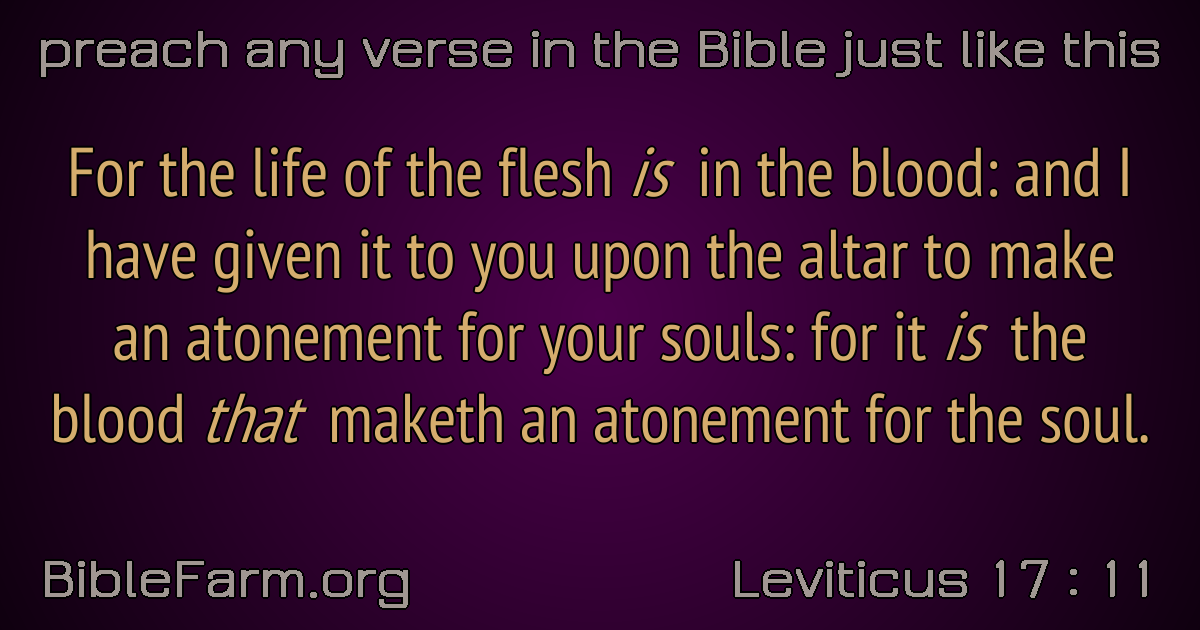 preach any verse in the Bible just like this
For the life of the flesh is in the blood: and I
have given it to you upon the altar to make
an atonement for your souls: for it is the
blood that maketh an atonement for the soul.
BibleFarm.org
Leviticus 17 : 11